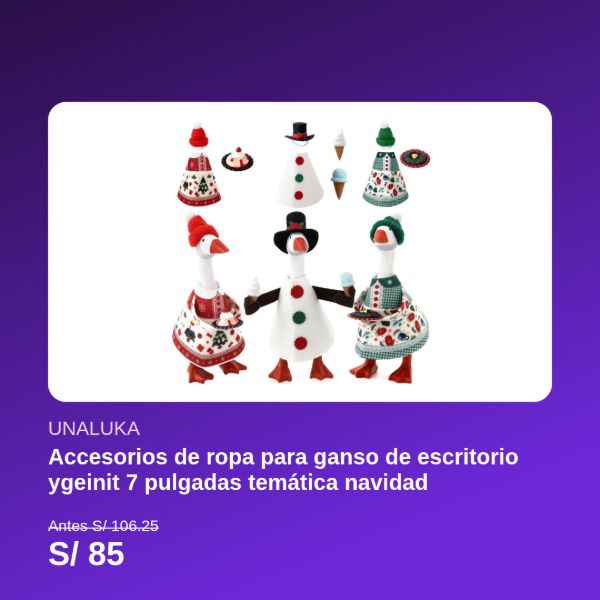 UNALUKA
Accesorios de ropa para ganso de escritorio
ygeinit 7 pulgadas temática navidad
Antes S/ 106.25
S/ 85